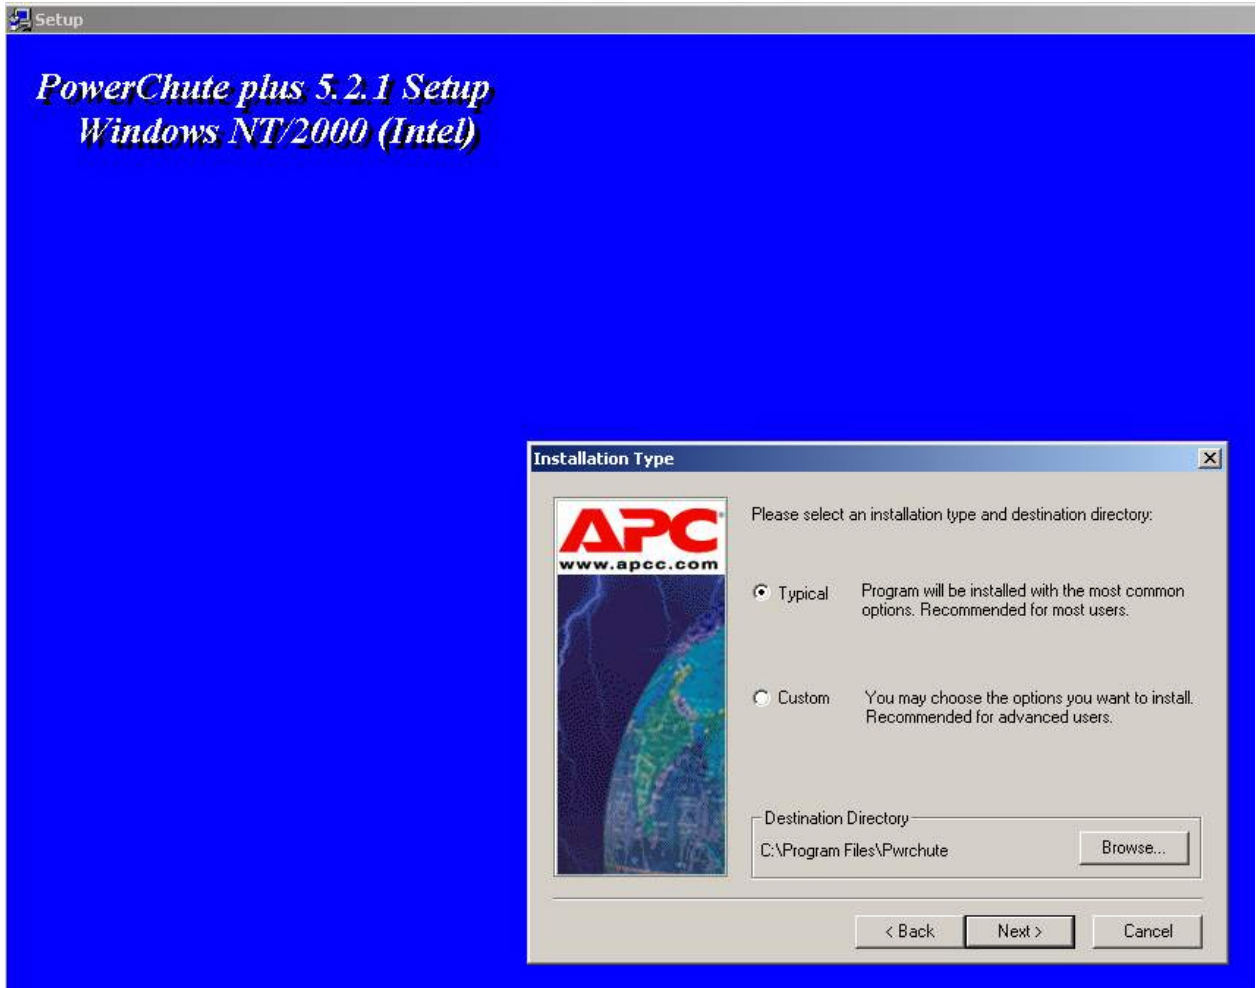 Setup
PowerChute plus 5.2.1 Setup
Windows NT/2000 (Intel)
Installation Type
APC
www.apcc.com
Please select an installation type and destination directory:
Typical
Program will be installed with the most common
options. Recommended for most users.
Custom
You may choose the options you want to install.
Recommended for advanced users.
Destination Directory
C:\Program Files\Pwrchute
Browse...
< Back
Next >
Cancel